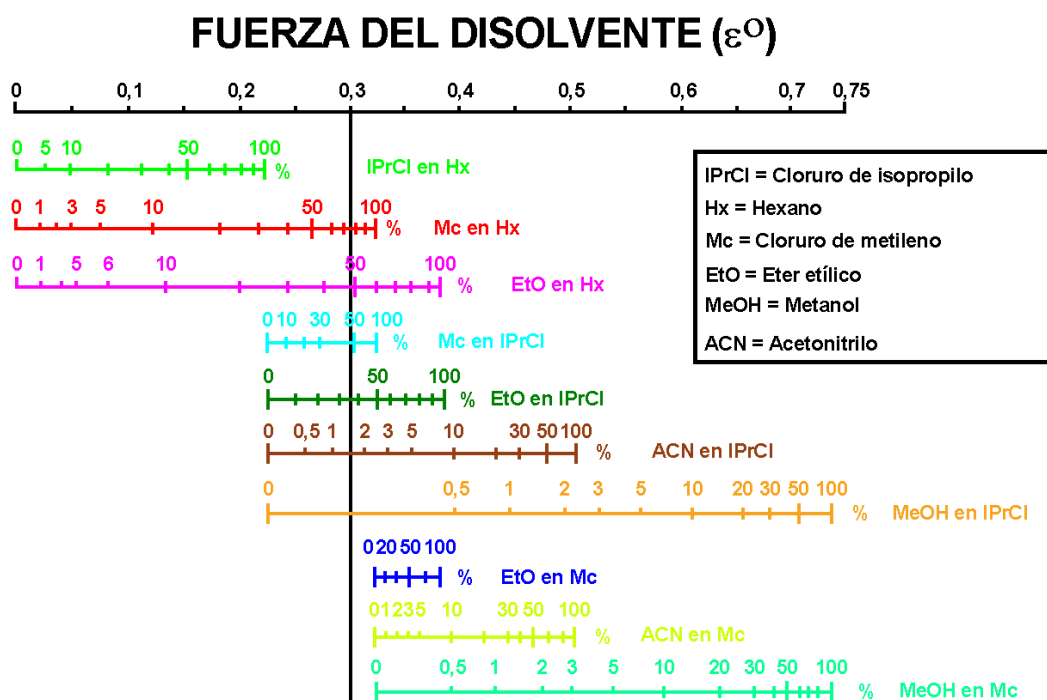 FUERZA DEL DISOLVENTE (εᴼ)
0 0,1 0,2 0,3 0,4 0,5 0,6 0,7 0,75
0 5 10 50 100 % IPrCl en Hx
0 1 3 5 10 50 100 % Mc en Hx
0 1 5 6 10 50 100 % EtO en Hx
0 10 30 50 100 % Mc en IPrCl
0 50 100 % EtO en IPrCl
0 0,5 1 2 3 5 10 30 50 100 % ACN en IPrCl
0 0,5 1 2 3 5 10 20 30 50 100 % MeOH en IPrCl
0 20 50 100 % EtO en Mc
0 1 2 3 5 10 30 50 100 % ACN en Mc
0 0,5 1 2 3 5 10 20 30 50 100 % MeOH en Mc
IPrCl = Cloruro de isopropilo
Hx = Hexano
Mc = Cloruro de metileno
EtO = Eter etílico
MeOH = Metanol
ACN = Acetonitrilo